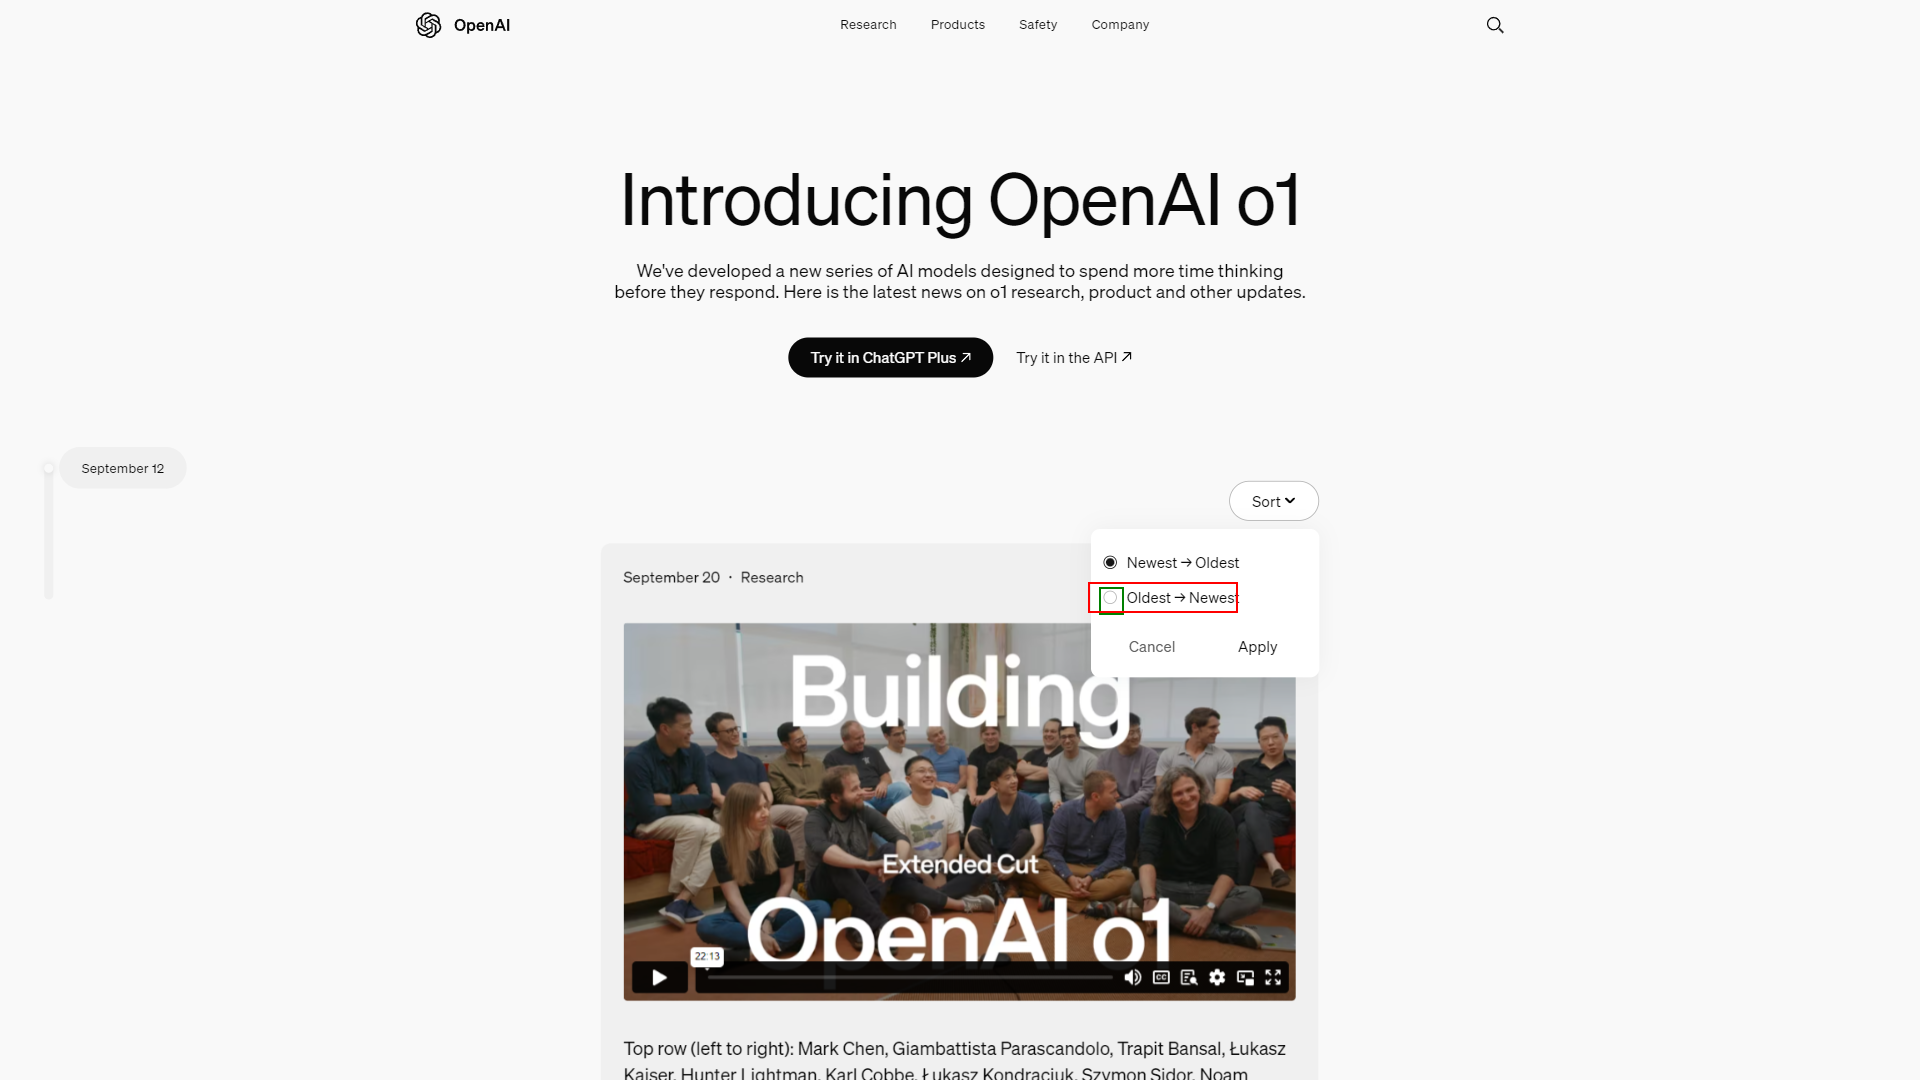 OpenAI
Research
Products
Safety
Company
Introducing OpenAI o1
We've developed a new series of AI models designed to spend more time thinking
before they respond. Here is the latest news on o1 research, product and other updates.
Try it in ChatGPT Plus ↗
Try it in the API ↗
September 12
Sort
September 20 · Research
Newest → Oldest
Oldest → Newest
Cancel
Apply
Building
Extended Cut
OpenAI o1
22:13
CC
Top row (left to right): Mark Chen, Giambattista Parascandolo, Trapit Bansal, Łukasz
Kaiser, Hunter Lightman, Karl Cobbe, Łukasz Kondraciuk, Szymon Sidor, Noam